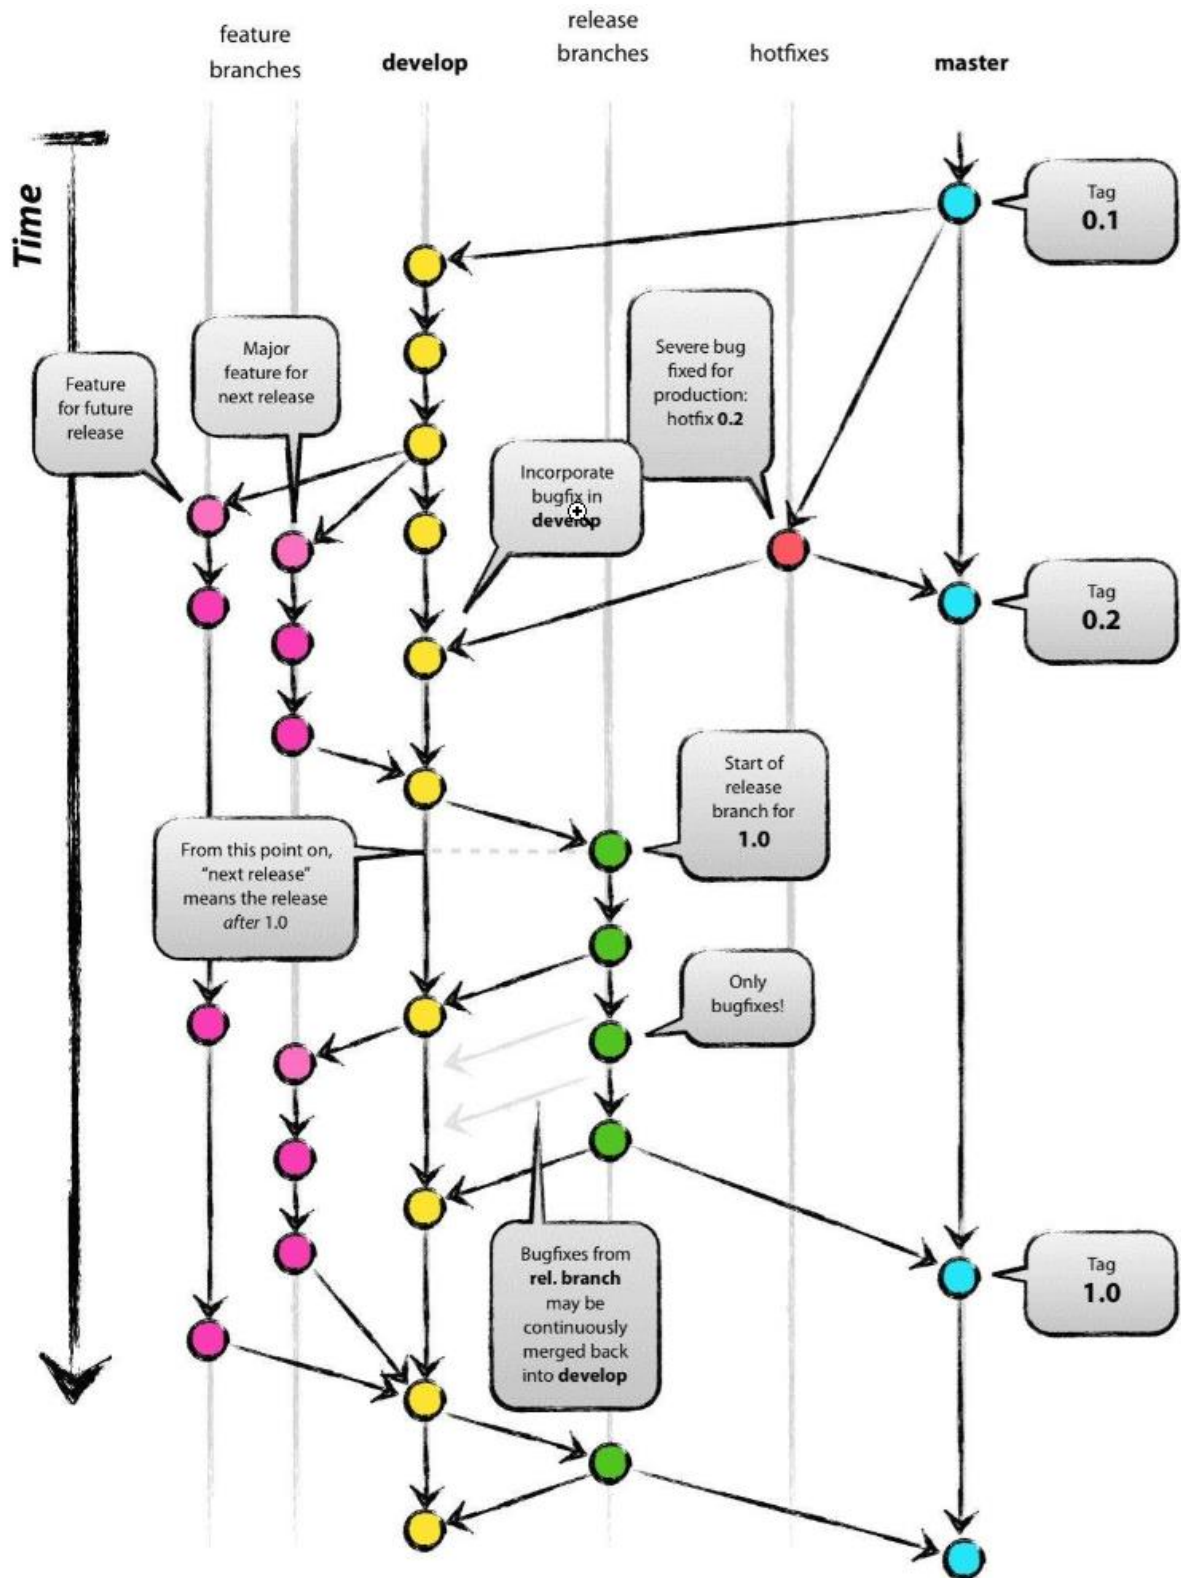 feature
branches
develop
release
branches
hotfixes
master
Time
Tag
0.1
Feature
for future
release
Major
feature for
next release
Severe bug
fixed for
production:
hotfix 0.2
Incorporate
bugfix in
develop
Tag
0.2
Start of
release
branch for
1.0
From this point on,
“next release”
means the release
after 1.0
Only
bugfixes!
Bugfixes from
rel. branch
may be
continuously
merged back
into develop
Tag
1.0